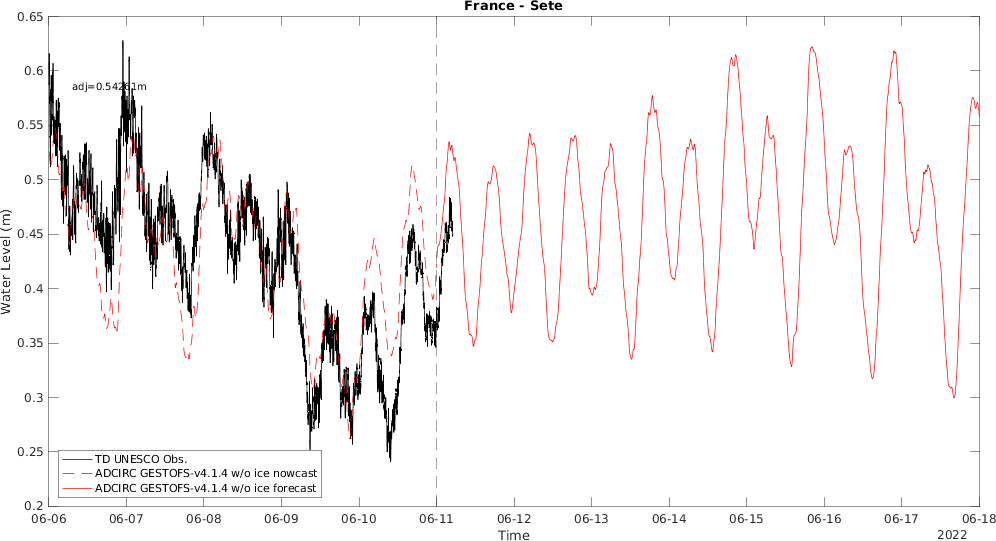 France - Sete
0.65
0.6
0.55
0.5
0.45
0.4
0.35
0.3
0.25
0.2
Water Level (m)
adj=0.54261m
TD UNESCO Obs.
ADCIRC GESTOFS-v4.1.4 w/o ice nowcast
ADCIRC GESTOFS-v4.1.4 w/o ice forecast
06-06 06-07 06-08 06-09 06-10 06-11 06-12 06-13 06-14 06-15 06-16 06-17 06-18
Time
2022